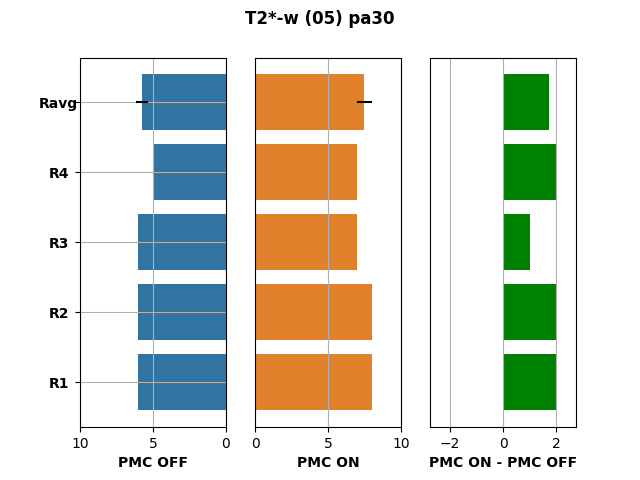 T2*-w (05) pa30
Ravg
R4
R3
R2
R1
10 5 0
0 5 10
−2 0 2
PMC OFF
PMC ON
PMC ON - PMC OFF